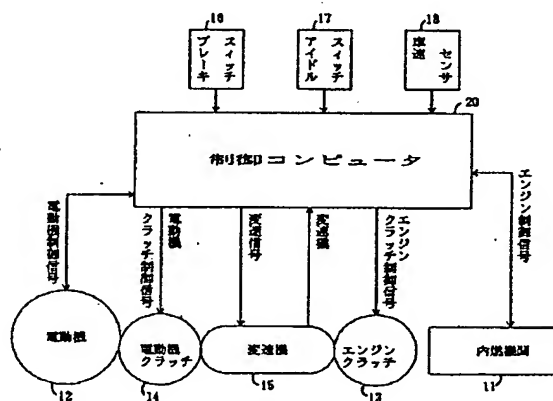 16
ブレーキ
スイッチ
17
アイドル
スイッチ
18
車速
センサ
20
制御コンピュータ
電動機制御信号
電動機
クラッチ制御信号
変速信号
変速機
エンジン
クラッチ制御信号
エンジン制御信号
電動機
電動機
クラッチ
変速機
エンジン
クラッチ
内燃機関
12
14
15
13
11